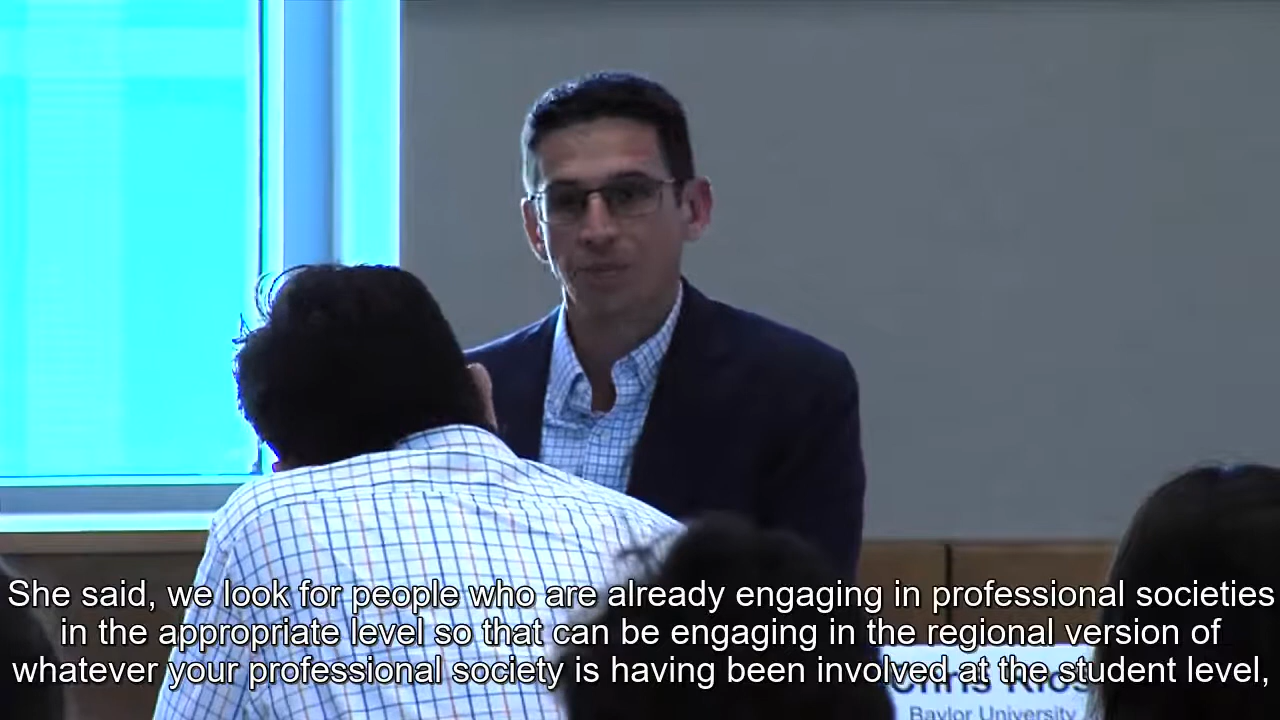 She said, we look for people who are already engaging in professional societies
in the appropriate level so that can be engaging in the regional version of
whatever your professional society is having been involved at the student level,
Chris Rios
Baylor University